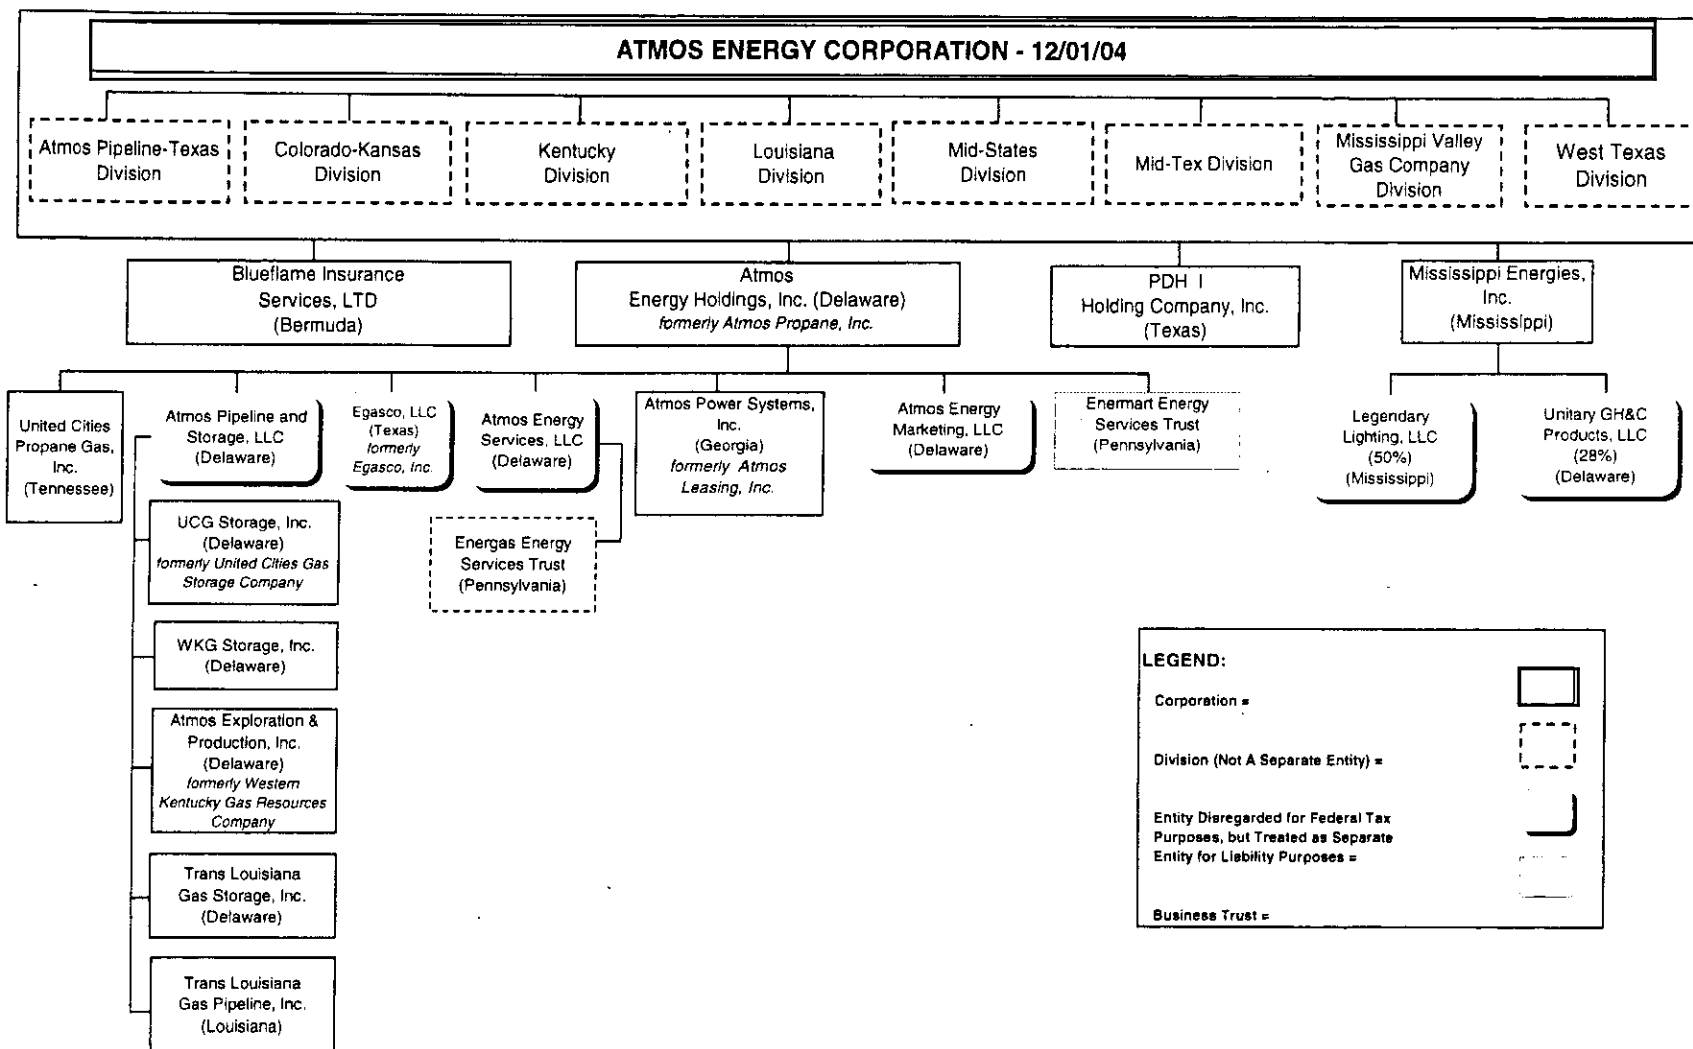 ATMOS ENERGY CORPORATION - 12/01/04
Atmos Pipeline-Texas
Division
Colorado-Kansas
Division
Kentucky
Division
Louisiana
Division
Mid-States
Division
Mid-Tex Division
Mississippi Valley
Gas Company
Division
West Texas
Division
Blueflame Insurance
Services, LTD
(Bermuda)
Atmos
Energy Holdings, Inc. (Delaware)
formerly Atmos Propane, Inc.
PDH I
Holding Company, Inc.
(Texas)
Mississippi Energies,
Inc.
(Mississippi)
United Cities
Propane Gas,
Inc.
(Tennessee)
Atmos Pipeline and
Storage, LLC
(Delaware)
Egasco, LLC
(Texas)
formerly
Egasco, Inc.
Atmos Energy
Services, LLC
(Delaware)
Atmos Power Systems,
Inc.
(Georgia)
formerly Atmos
Leasing, Inc.
Atmos Energy
Marketing, LLC
(Delaware)
Enermart Energy
Services Trust
(Pennsylvania)
Legendary
Lighting, LLC
(50%)
(Mississippi)
Unitary GH&C
Products, LLC
(28%)
(Delaware)
UCG Storage, Inc.
(Delaware)
formerly United Cities Gas
Storage Company
Energas Energy
Services Trust
(Pennsylvania)
WKG Storage, Inc.
(Delaware)
Atmos Exploration &
Production, Inc.
(Delaware)
formerly Western
Kentucky Gas Resources
Company
Trans Louisiana
Gas Storage, Inc.
(Delaware)
Trans Louisiana
Gas Pipeline, Inc.
(Louisiana)
LEGEND:
Corporation =
Division (Not A Separate Entity) =
Entity Disregarded for Federal Tax
Purposes, but Treated as Separate
Entity for Liability Purposes =
Business Trust =